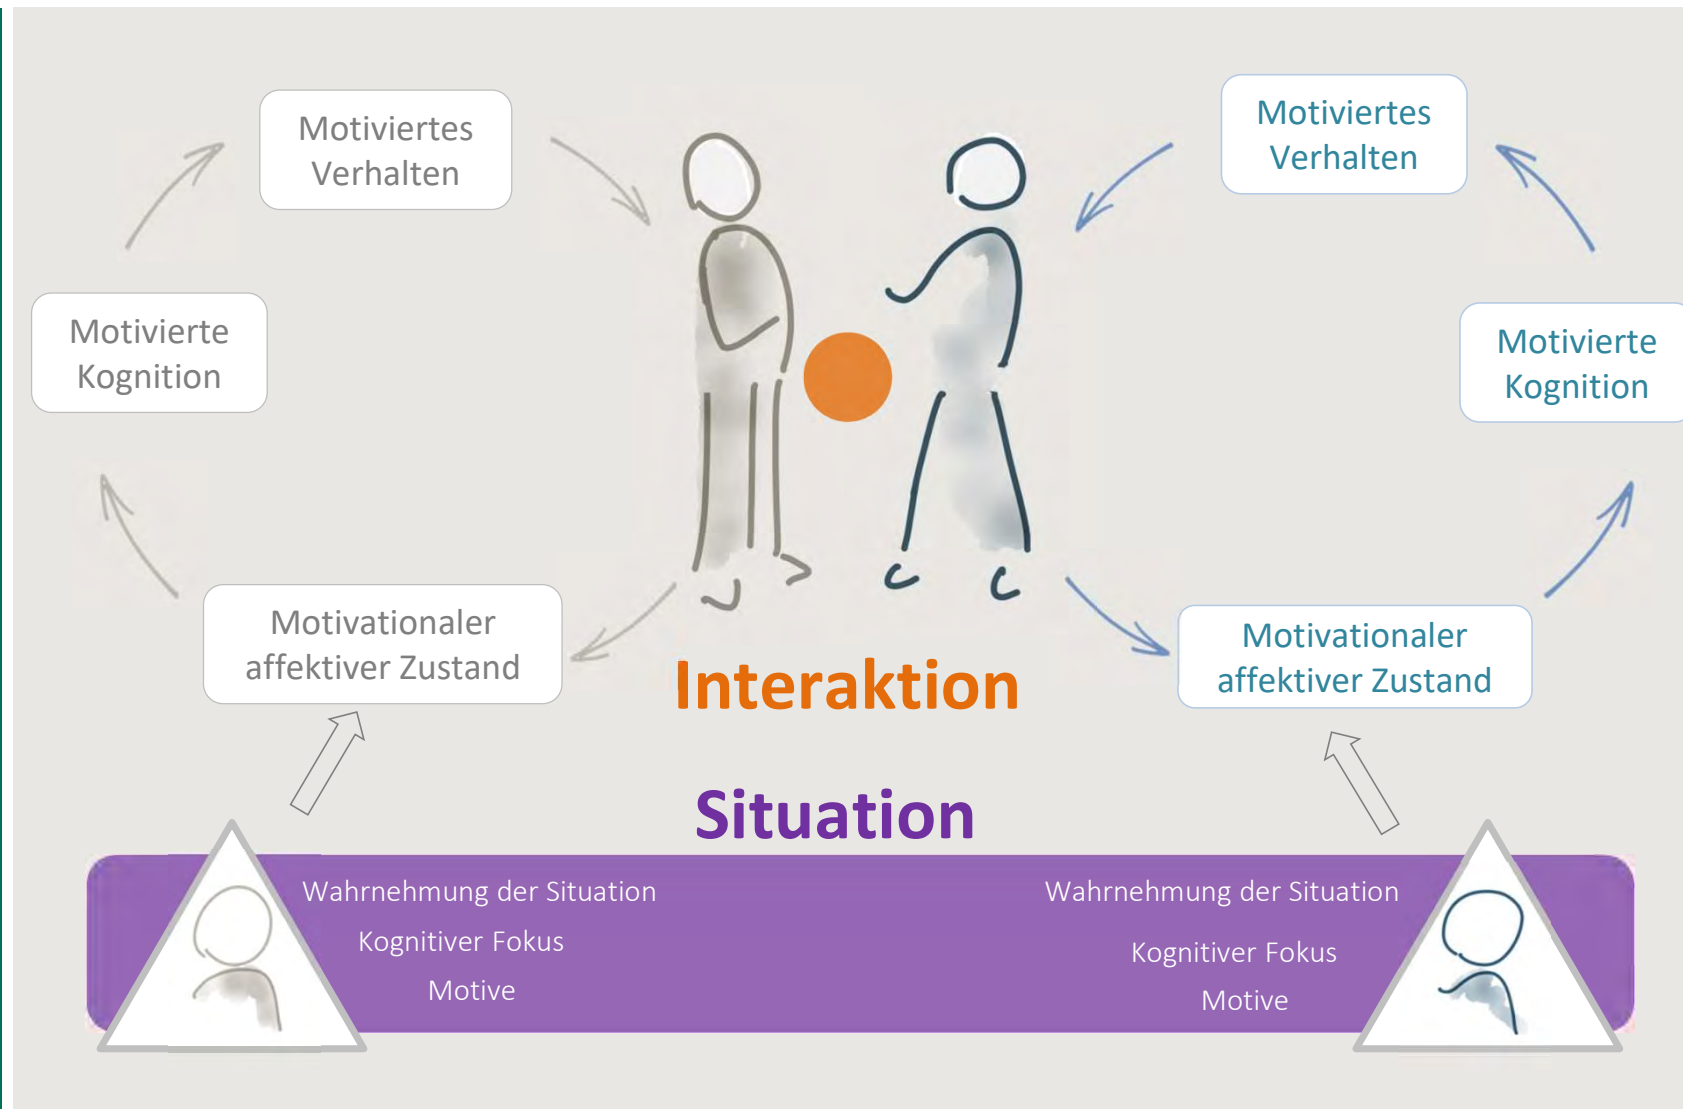 Motiviertes
Verhalten
Motiviertes
Verhalten
Motivierte
Kognition
Motivierte
Kognition
Motivationaler
affektiver Zustand
Motivationaler
affektiver Zustand
Interaktion
Situation
Wahrnehmung der Situation
Kognitiver Fokus
Motive
Wahrnehmung der Situation
Kognitiver Fokus
Motive